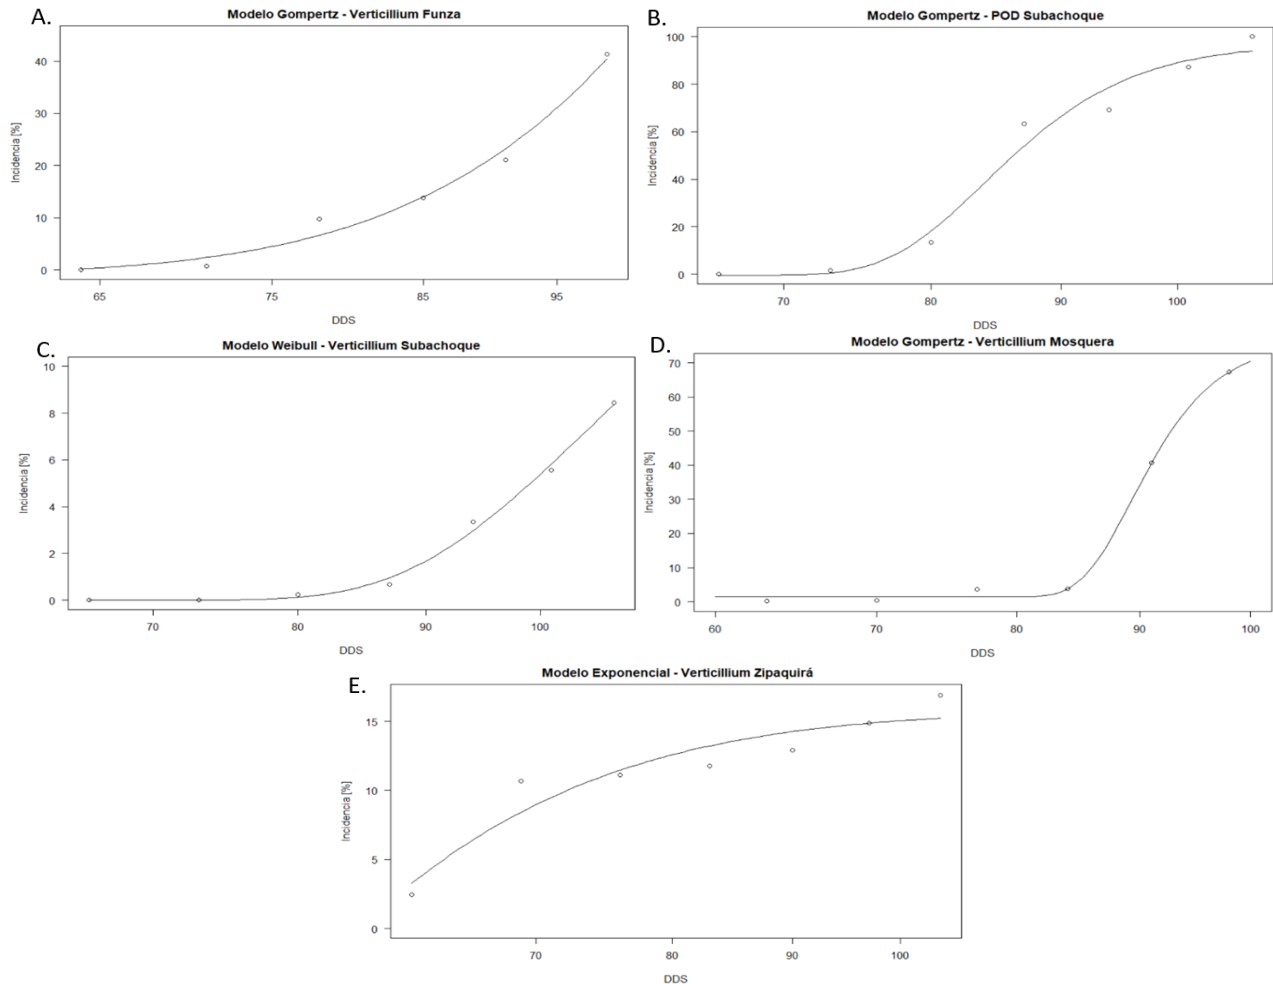 A.
Modelo Gompertz - Verticillium Funza
Incidencia [%]
40
30
20
10
0
65 75 85 95
DDS
B.
Modelo Gompertz - POD Subachoque
Incidencia [%]
100
80
60
40
20
0
70 80 90 100
DDS
C.
Modelo Weibull - Verticillium Subachoque
Incidencia [%]
10
8
6
4
2
0
70 80 90 100
DDS
D.
Modelo Gompertz - Verticillium Mosquera
Incidencia [%]
70
60
50
40
30
20
10
0
60 70 80 90 100
DDS
E.
Modelo Exponencial - Verticillium Zipaquirá
Incidencia [%]
15
10
5
0
70 80 90 100
DDS